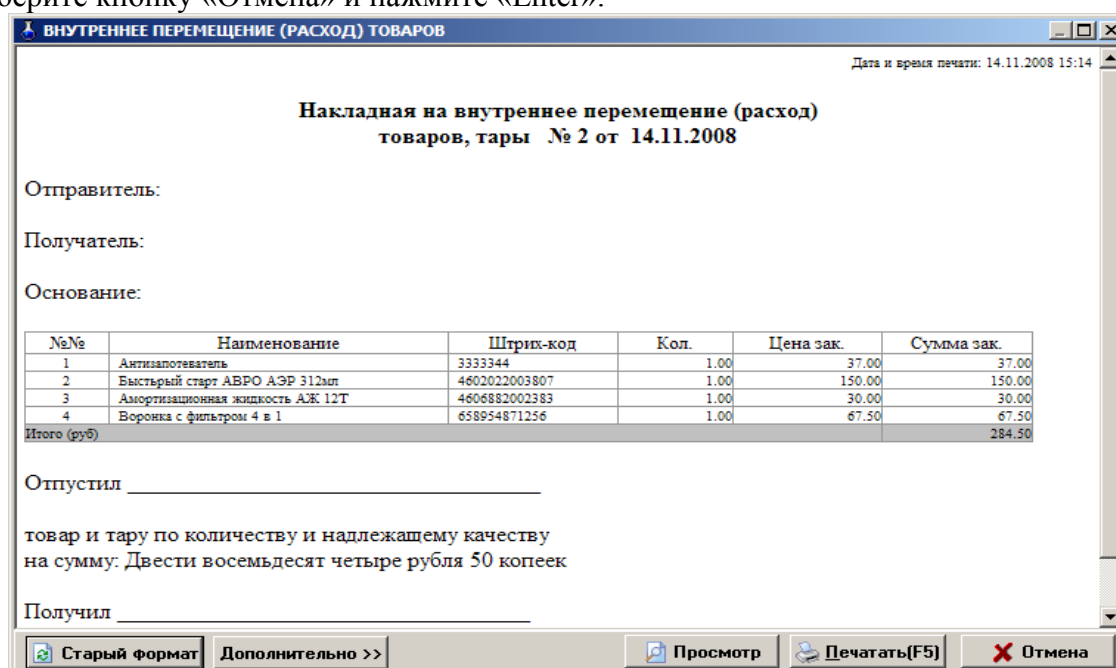 берите кнопку «Отмена» и нажмите «Enter».
ВНУТРЕННЕЕ ПЕРЕМЕЩЕНИЕ (РАСХОД) ТОВАРОВ
Дата и время печати: 14.11.2008 15:14
Накладная на внутреннее перемещение (расход)
товаров, тары № 2 от 14.11.2008
Отправитель:
Получатель:
Основание:
№№ Наименование Штрих-код Кол. Цена зак. Сумма зак.
1 Антизапотеватель 3333344 1.00 37.00 37.00
2 Быстрый старт АВРО АЭР 312мл 4602022003807 1.00 150.00 150.00
3 Амортизационная жидкость АЖ 12Т 4606882002383 1.00 30.00 30.00
4 Воронка с фильтром 4 в 1 658954871256 1.00 67.50 67.50
Итого (руб) 284.50
Отпустил ____________________
товар и тару по количеству и надлежащему качеству
на сумму: Двести восемьдесят четыре рубля 50 копеек
Получил ____________________
Старый формат Дополнительно >> Просмотр Печатать(F5) Отмена